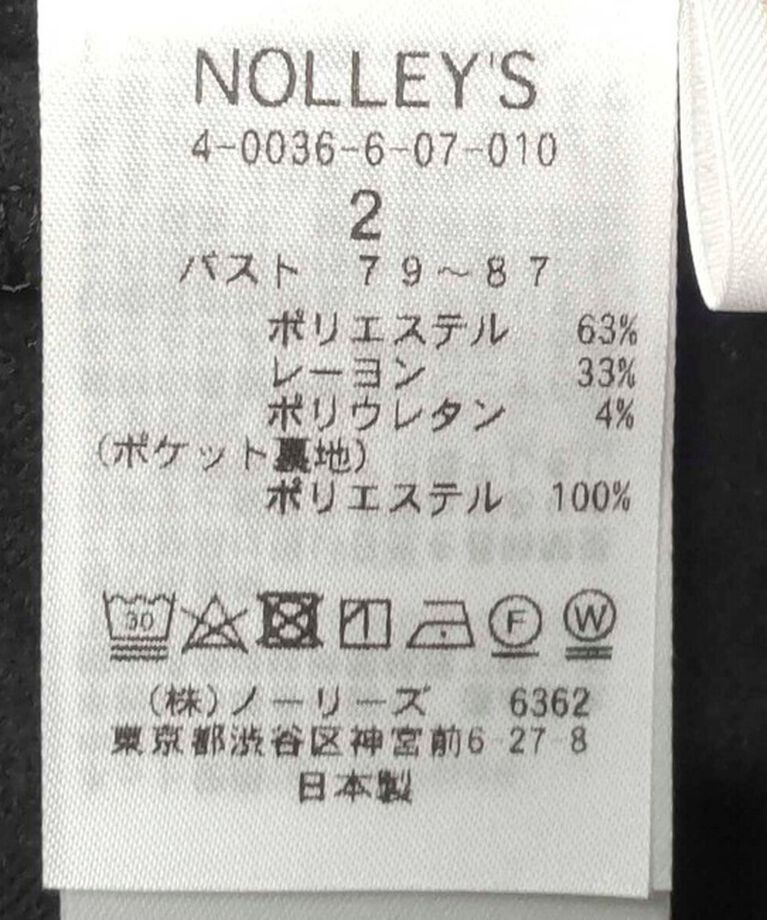 NOLLEY'S
4-0036-6-07-010
2
バスト 79~87
ポリエステル 63%
レーヨン 33%
ポリウレタン 4%
(ポケット裏地)
ポリエステル 100%
30 F W
(株)ノーリーズ 6362
東京都渋谷区神宮前6-27-8
日本製